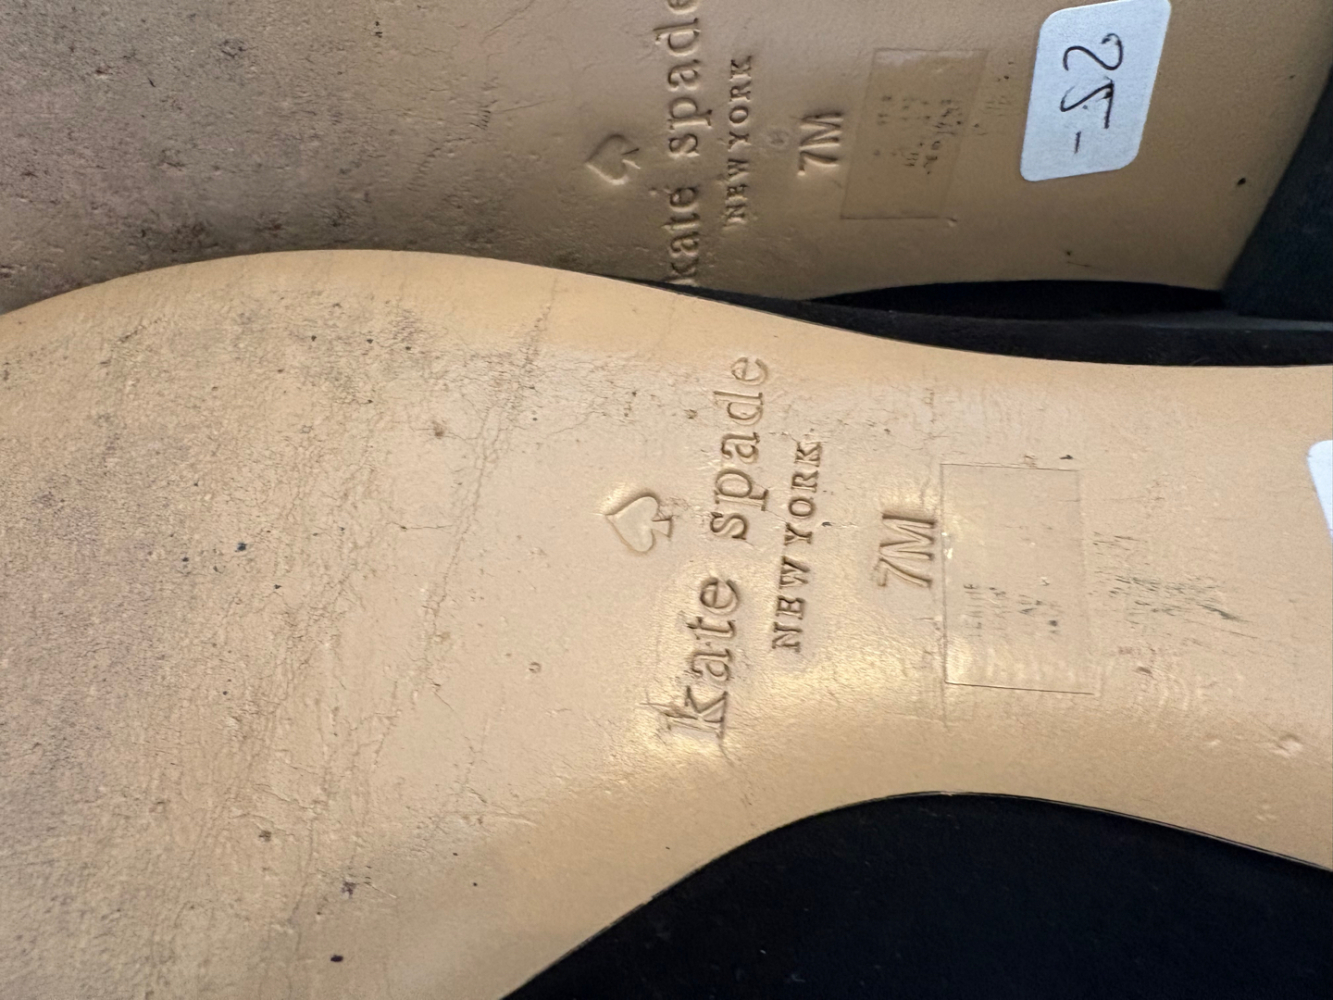 kate spade
NEW YORK
7M
25-
kate spade
NEW YORK
7M